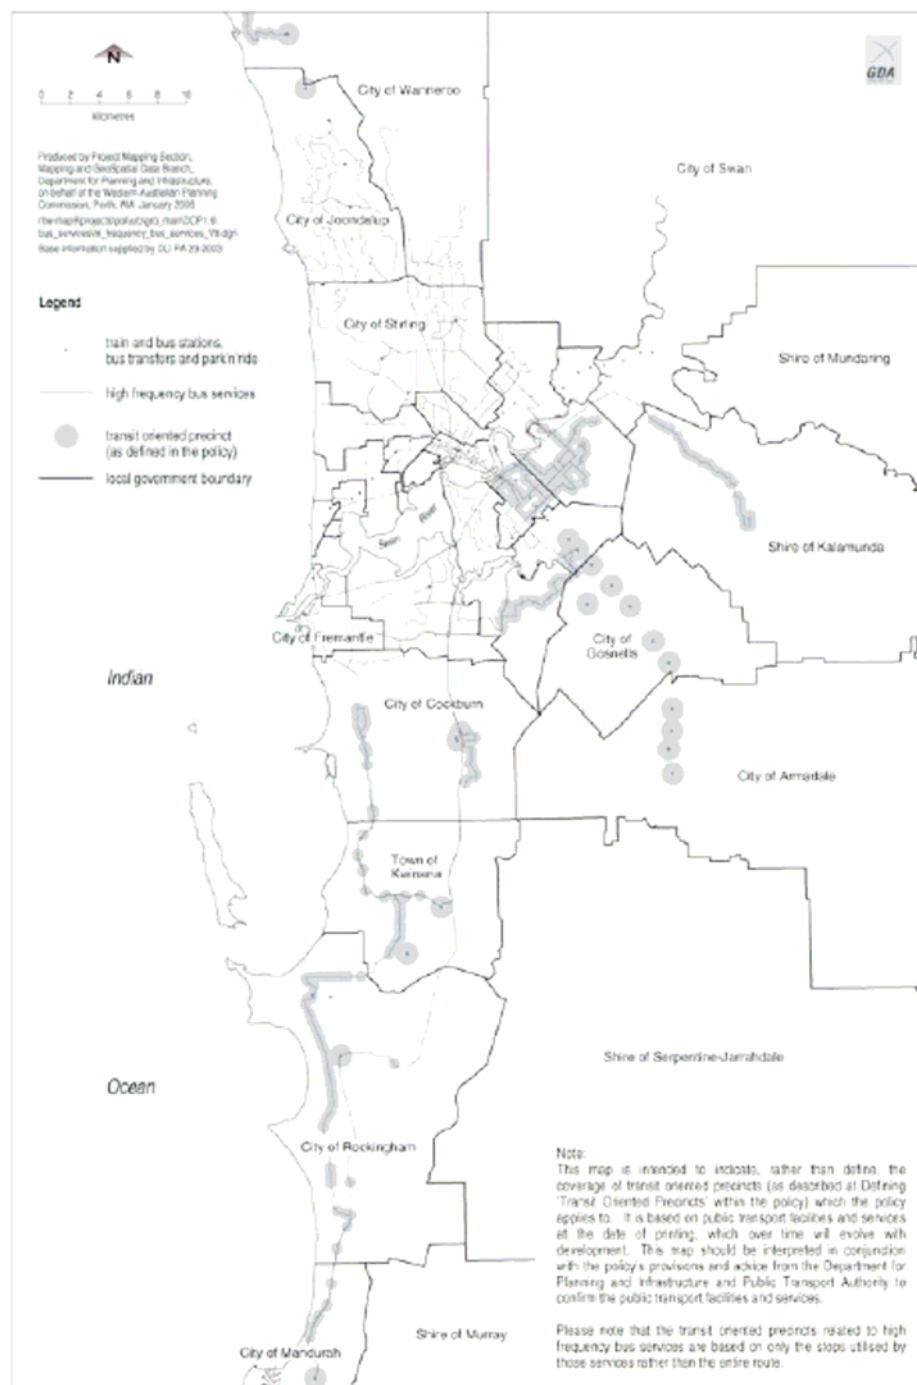 N
0 2 4 6 8 10
kilometres
GDA
Produced by Project Mapping Section,
Mapping and GeoSpatial Data Branch,
Department for Planning and Infrastructure,
on behalf of the Western Australian Planning
Commission, Perth, WA January 2006
Base information supplied by DLI PA 29-2003
Legend
train and bus stations,
bus transfers and park'n'ride
high frequency bus services
transit oriented precinct
(as defined in the policy)
local government boundary
City of Wanneroo
City of Swan
City of Joondalup
City of Stirling
Shire of Mundaring
Swan River
Shire of Kalamunda
City of Fremantle
City of
Gosnells
Indian
City of Cockburn
City of Armadale
Town of
Kwinana
Shire of Serpentine-Jarrahdale
Ocean
City of Rockingham
Shire of Murray
City of Mandurah
Note:
This map is intended to indicate, rather than define, the
coverage of transit oriented precincts (as described at Defining
'Transit Oriented Precincts' within the policy) which the policy
applies to. It is based on public transport facilities and services
at the date of printing, which over time will evolve with
development. This map should be interpreted in conjunction
with the policy's provisions and advice from the Department for
Planning and Infrastructure and Public Transport Authority to
confirm the public transport facilities and services.
Please note that the transit oriented precincts related to high
frequency bus services are based on only the stops utilised by
those services rather than the entire route.